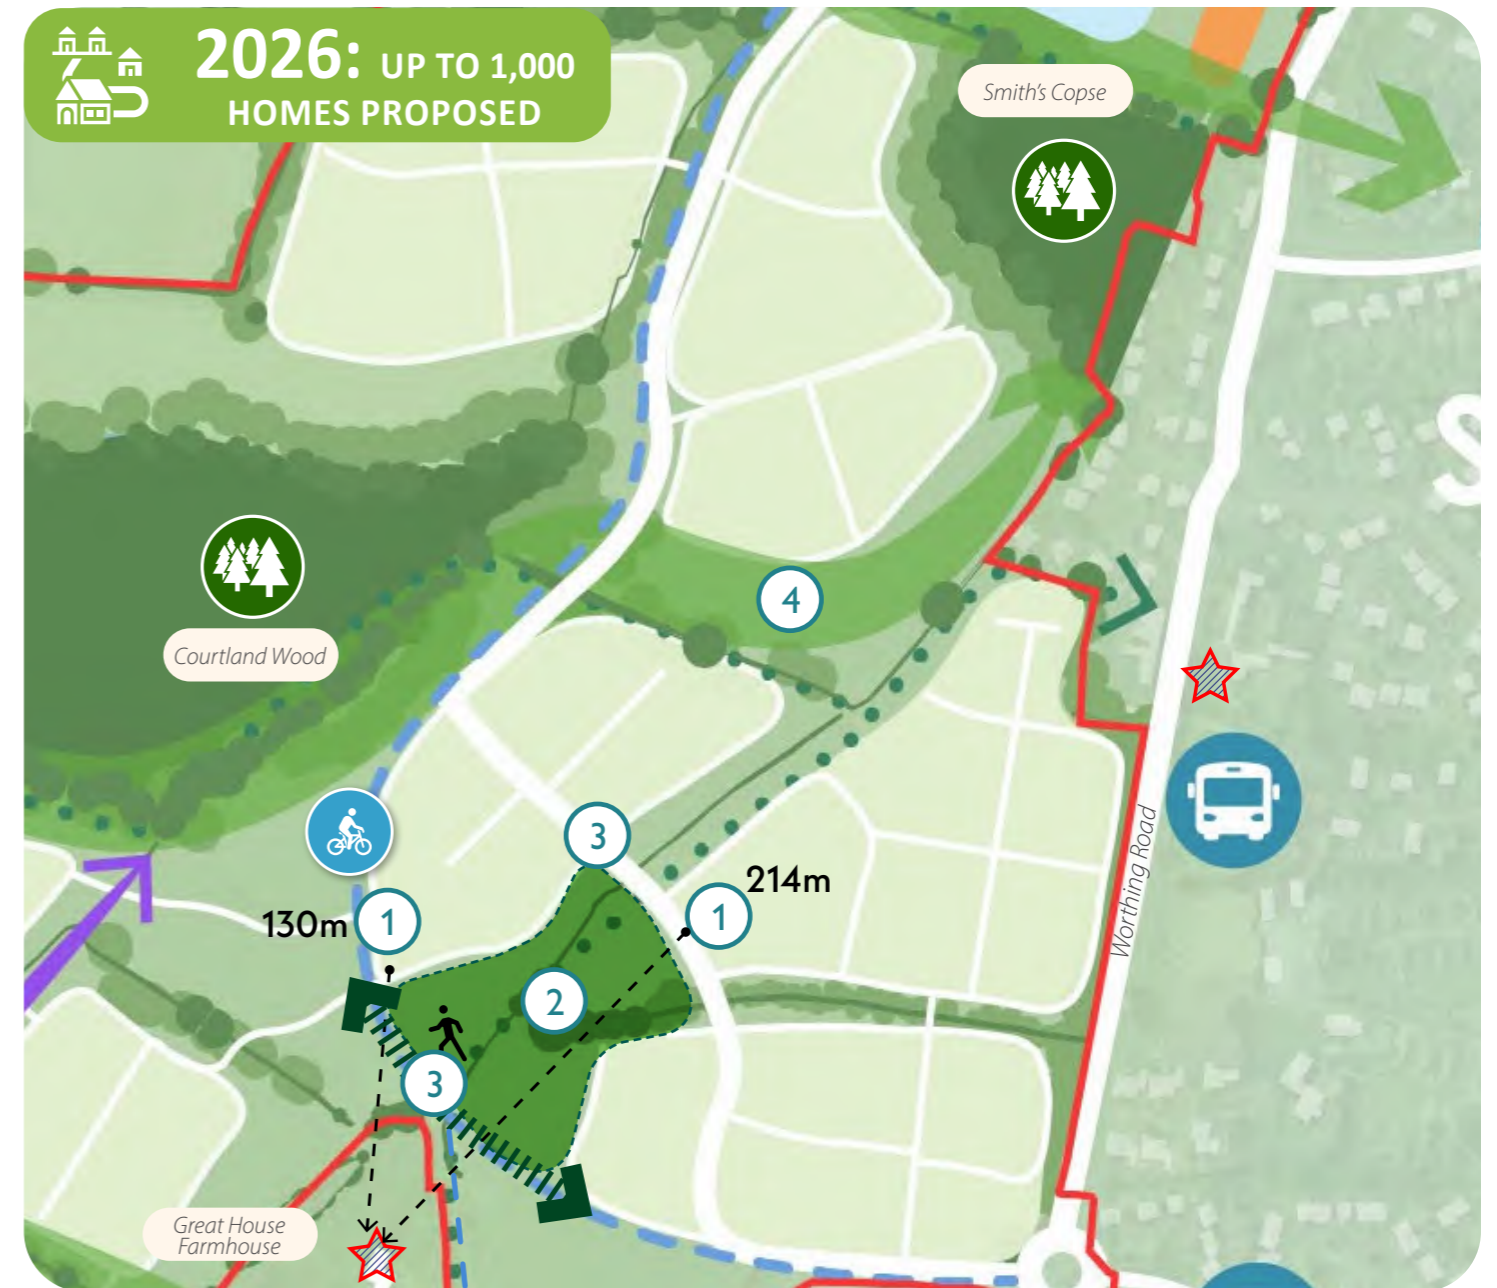 2026: UP TO 1,000
HOMES PROPOSED
Smith's Copse
S
4
Courtland Wood
3
214m
130m
1
1
Worthing Road
2
3
Great House
Farmhouse